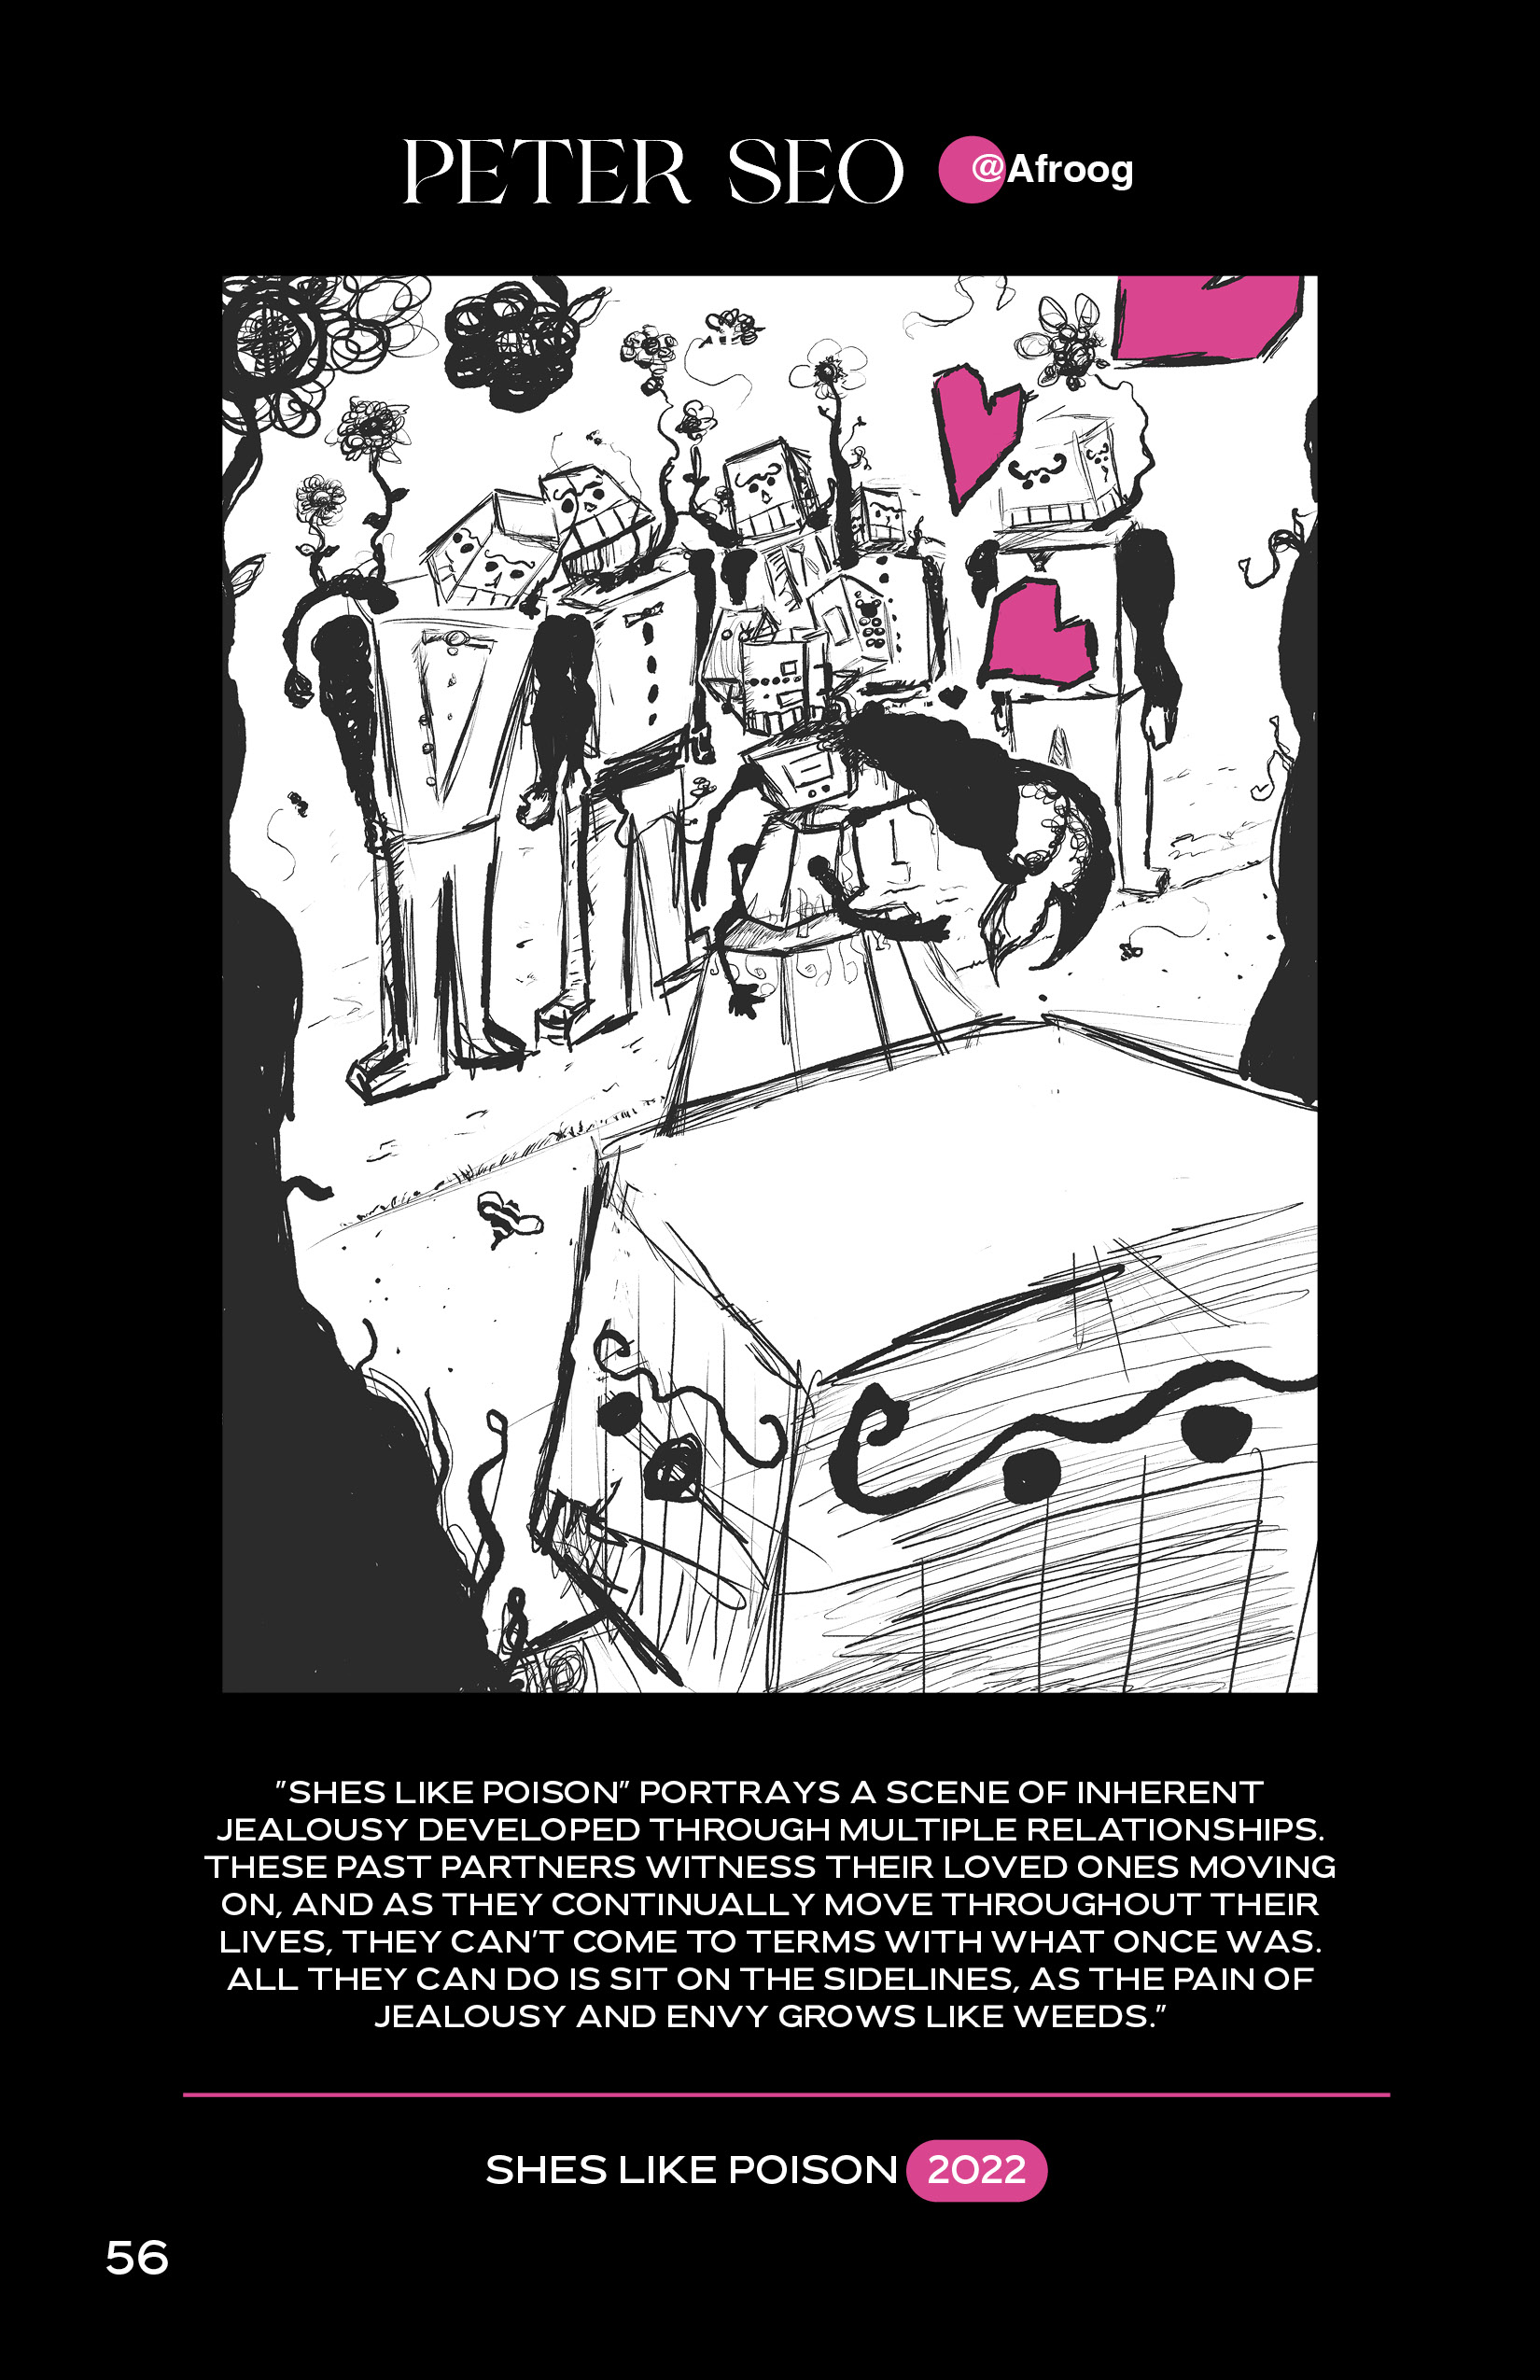 PETER SEO @Afroog
"SHES LIKE POISON" PORTRAYS A SCENE OF INHERENT
JEALOUSY DEVELOPED THROUGH MULTIPLE RELATIONSHIPS.
THESE PAST PARTNERS WITNESS THEIR LOVED ONES MOVING
ON, AND AS THEY CONTINUALLY MOVE THROUGHOUT THEIR
LIVES, THEY CAN'T COME TO TERMS WITH WHAT ONCE WAS.
ALL THEY CAN DO IS SIT ON THE SIDELINES, AS THE PAIN OF
JEALOUSY AND ENVY GROWS LIKE WEEDS."
SHES LIKE POISON 2022
56